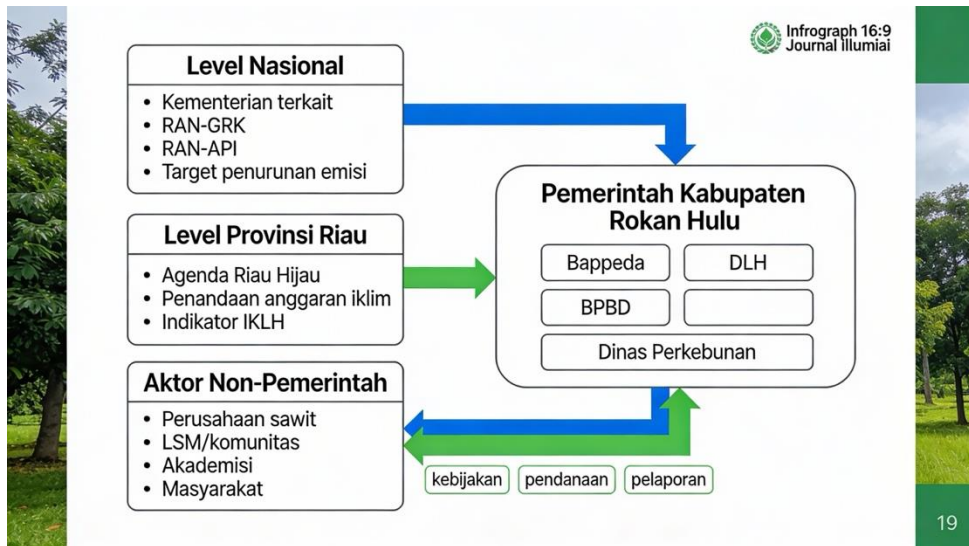 Infrograph 16:9
Journal illumiai
Level Nasional
• Kementerian terkait
• RAN-GRK
• RAN-API
• Target penurunan emisi
Level Provinsi Riau
• Agenda Riau Hijau
• Penandaan anggaran iklim
• Indikator IKLH
Aktor Non-Pemerintah
• Perusahaan sawit
• LSM/komunitas
• Akademisi
• Masyarakat
Pemerintah Kabupaten
Rokan Hulu
Bappeda
DLH
BPBD
Dinas Perkebunan
kebijakan
pendanaan
pelaporan
19